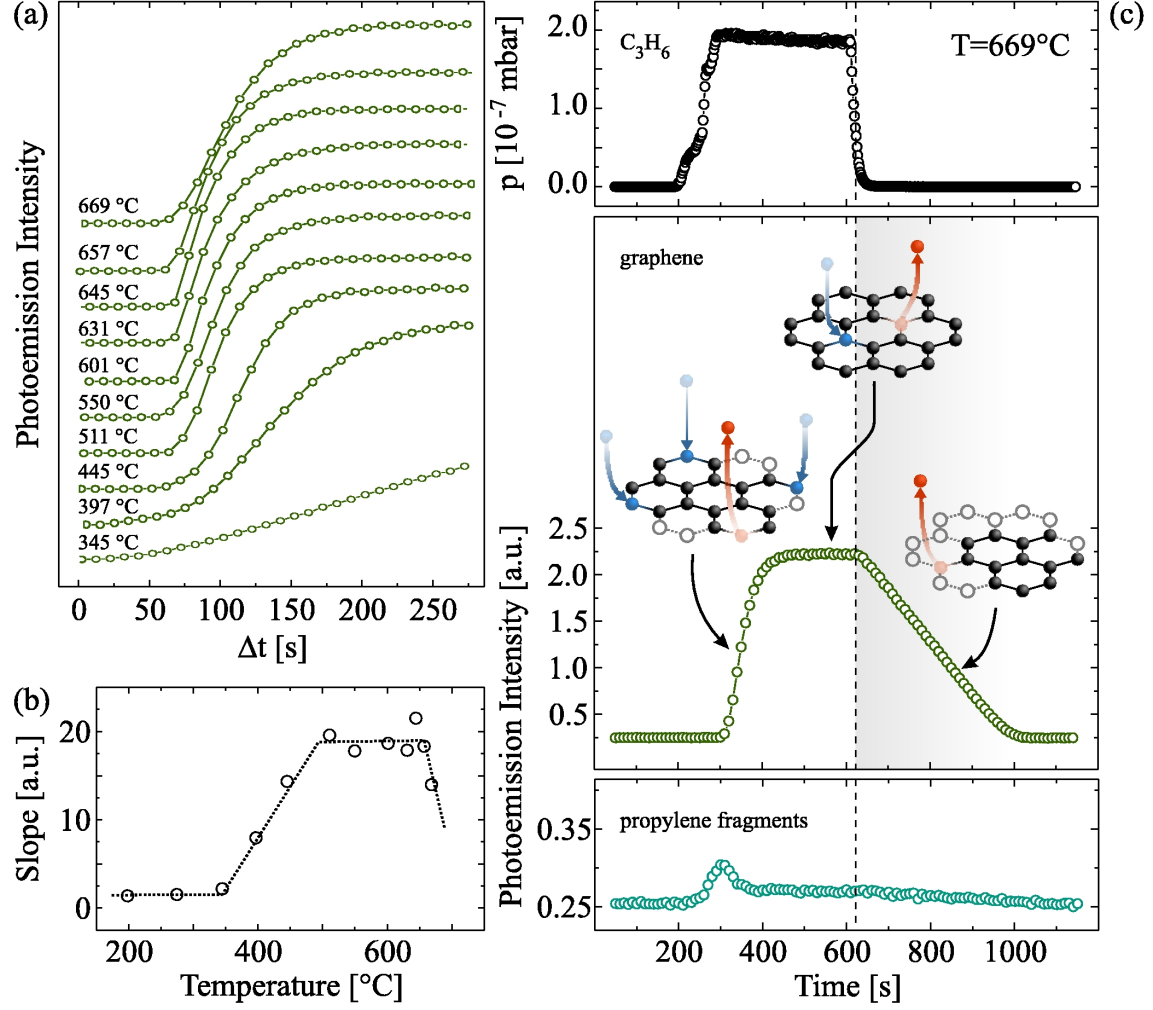 (a)
Photoemission Intensity
669 °C
657 °C
645 °C
631 °C
601 °C
550 °C
511 °C
445 °C
397 °C
345 °C
0 50 100 150 200 250
Δt [s]
(b)
Slope [a.u.]
20
10
0
200 400 600
Temperature [°C]
(c)
p [10⁻⁷ mbar]
2.0
1.0
0.0
C₃H₆
T=669°C
graphene
Photoemission Intensity [a.u.]
2.5
2.0
1.5
1.0
0.5
propylene fragments
0.35
0.25
200 400 600 800 1000
Time [s]